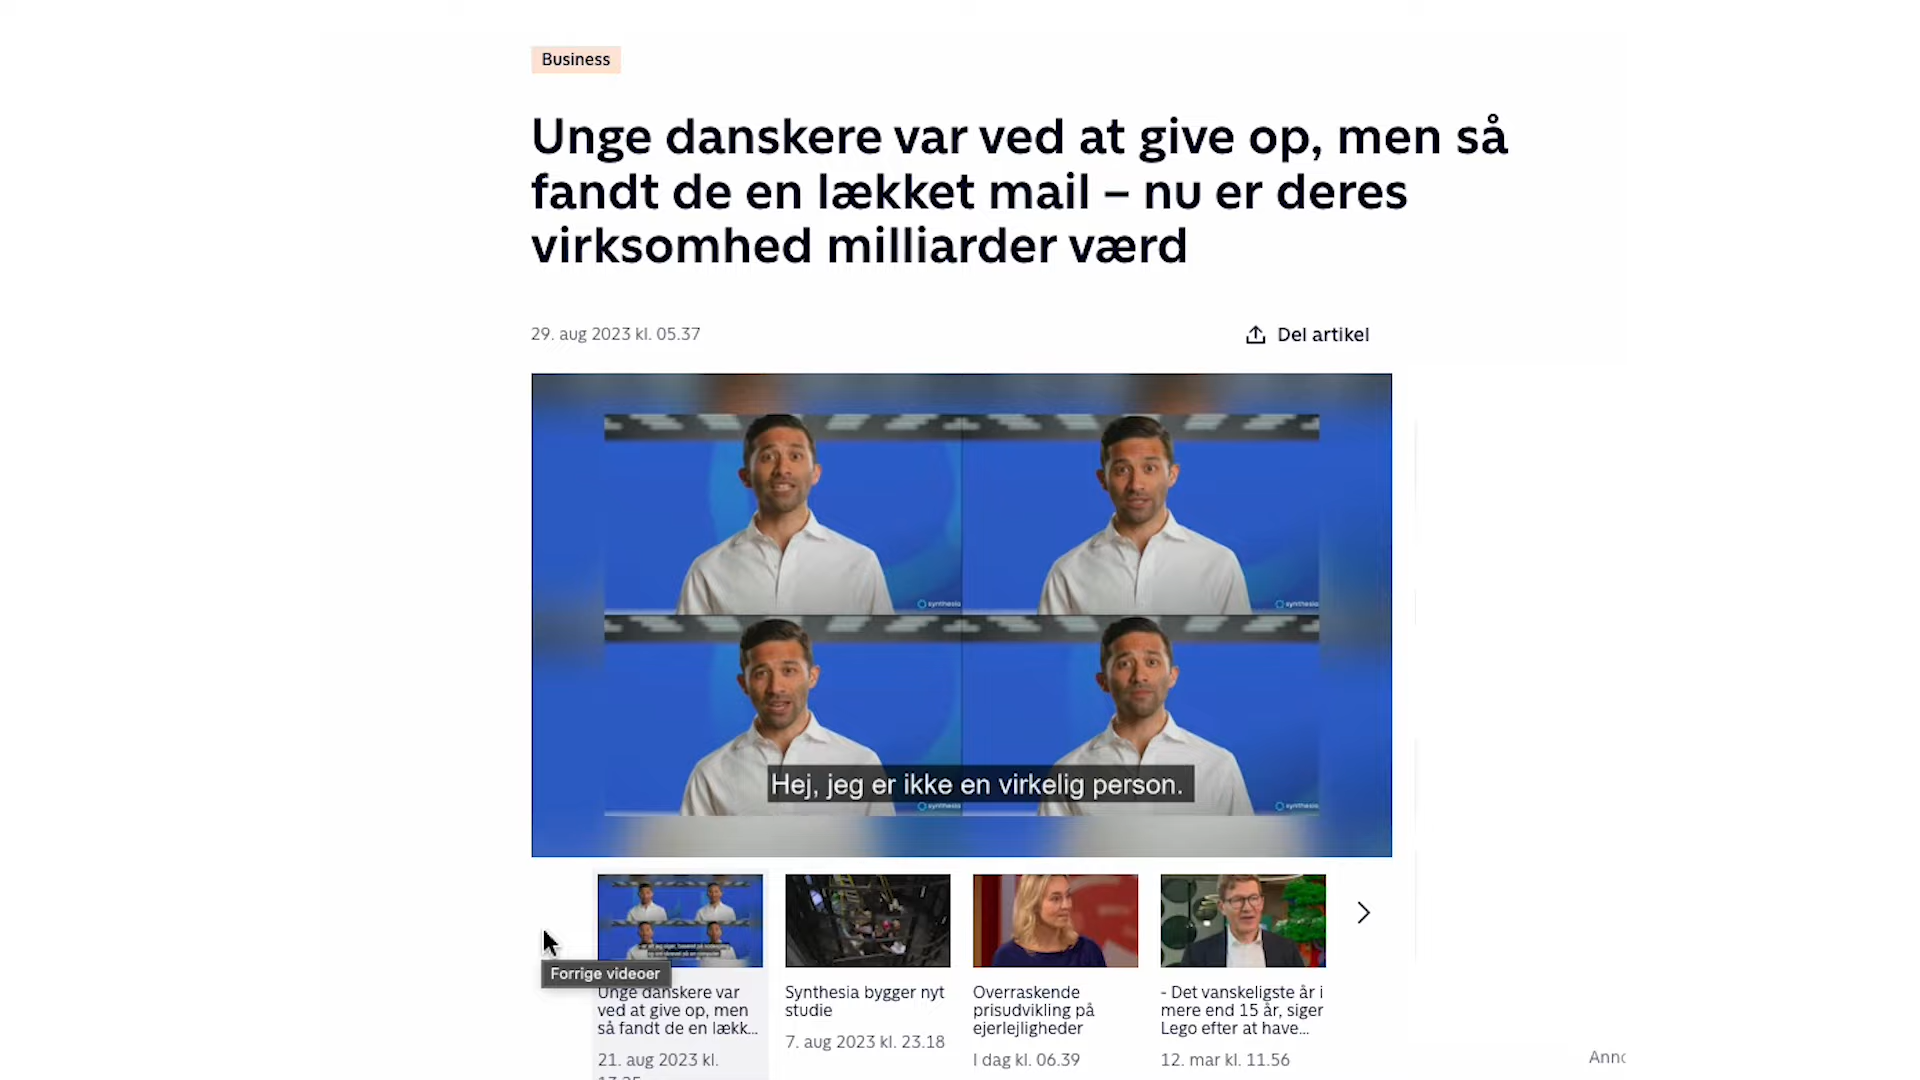 Business
Unge danskere var ved at give op, men så
fandt de en lækket mail – nu er deres
virksomhed milliarder værd
29. aug 2023 kl. 05.37
Del artikel
synthesia
synthesia
Hej, jeg er ikke en virkelig person.
synthesia
synthesia
Forrige videoer
Unge danskere var
ved at give op, men
så fandt de en lækk...
21. aug 2023 kl.
Synthesia bygger nyt
studie
7. aug 2023 kl. 23.18
Overraskende
prisudvikling på
ejerlejligheder
I dag kl. 06.39
- Det vanskeligste år i
mere end 15 år, siger
Lego efter at have...
12. mar kl. 11.56